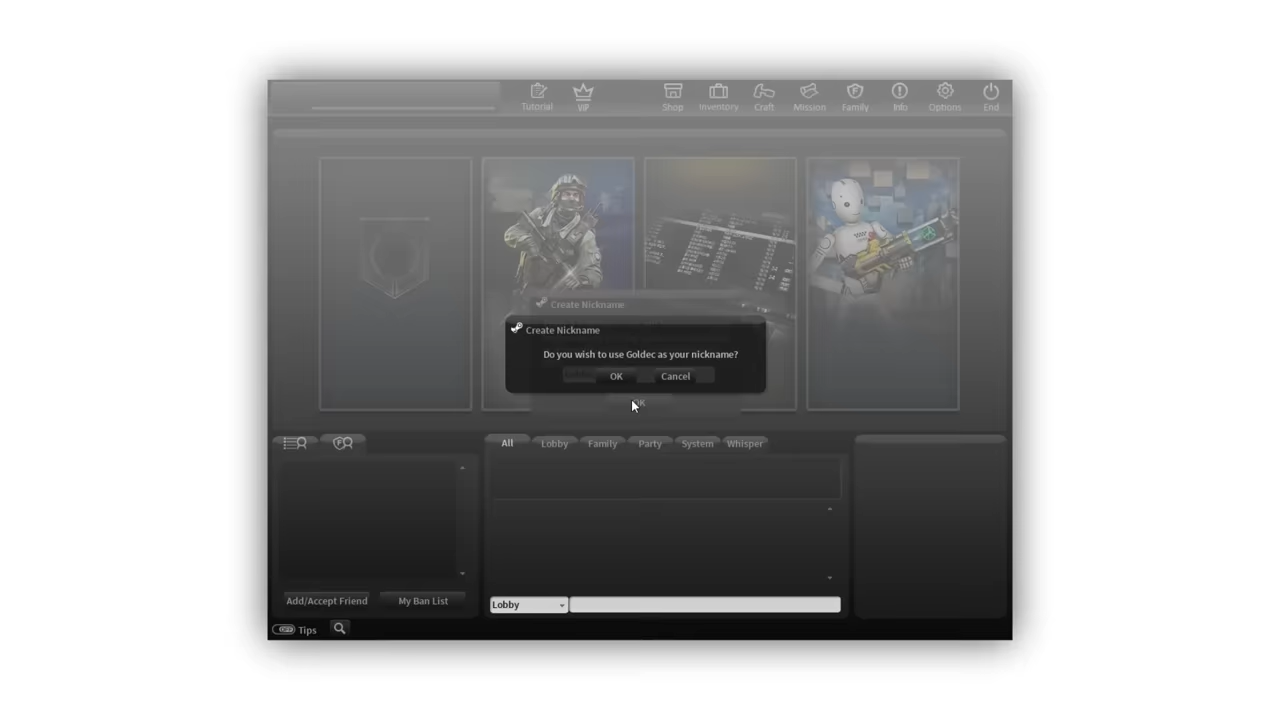 Tutorial
VIP
Shop
Inventory
Craft
Mission
Family
Info
Options
End
Create Nickname
Create Nickname
Do you wish to use Goldec as your nickname?
OK
Cancel
OK
All
Lobby
Family
Party
System
Whisper
Add/Accept Friend
My Ban List
Lobby
Tips